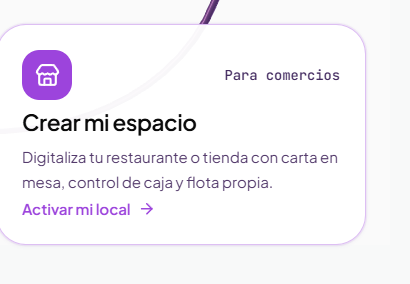 Para comercios
Crear mi espacio
Digitaliza tu restaurante o tienda con carta en
mesa, control de caja y flota propia.
Activar mi local →